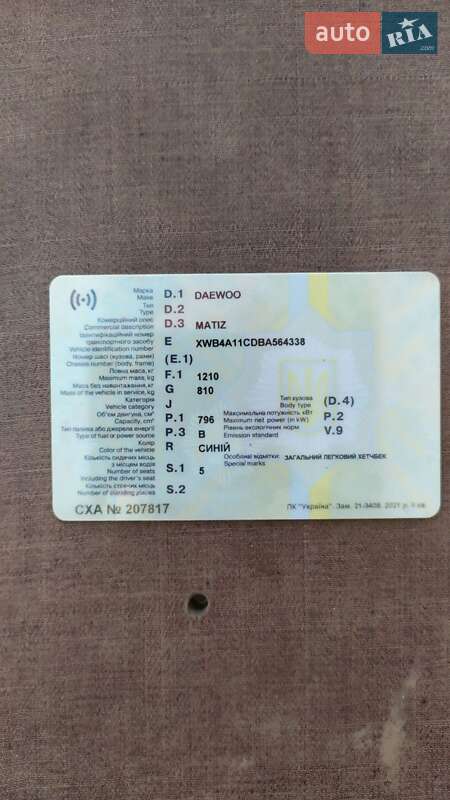 auto RIA .com
Марка D.1 DAEWOO
Make
Тип D.2
Type
Комерційний опис D.3 MATIZ
Commercial description
Ідентифікаційний номер E XWB4A11CDBA564338
транспортного засобу
Vehicle identification number
Номер шасі (кузова, рами) (E.1)
Chassis number (body, frame)
Повна маса, кг F.1 1210
Maximum mass, kg
Маса без навантаження, кг G 810
Mass of the vehicle in service, kg
Категорія J Тип кузова (D.4)
Vehicle category Body type
Об'єм двигуна, см³ P.1 796 Максимальна потужність, кВт P.2
Capacity, cm³ Maximum net power (in kW)
Тип палива або джерела енергії P.3 B Рівень екологічних норм V.9
Type of fuel or power source Emission standard
Колір R СИНІЙ
Color of the vehicle
Кількість сидячих місць S.1 5 Особливі відмітки: ЗАГАЛЬНИЙ ЛЕГКОВИЙ ХЕТЧБЕК
з місцем водія Special marks
Number of seats
including the driver's seat
Кількість стоячих місць S.2
Number of standing places
СХА № 207817 ПК "Україна". Зам. 21-3408. 2021 р. II кв.